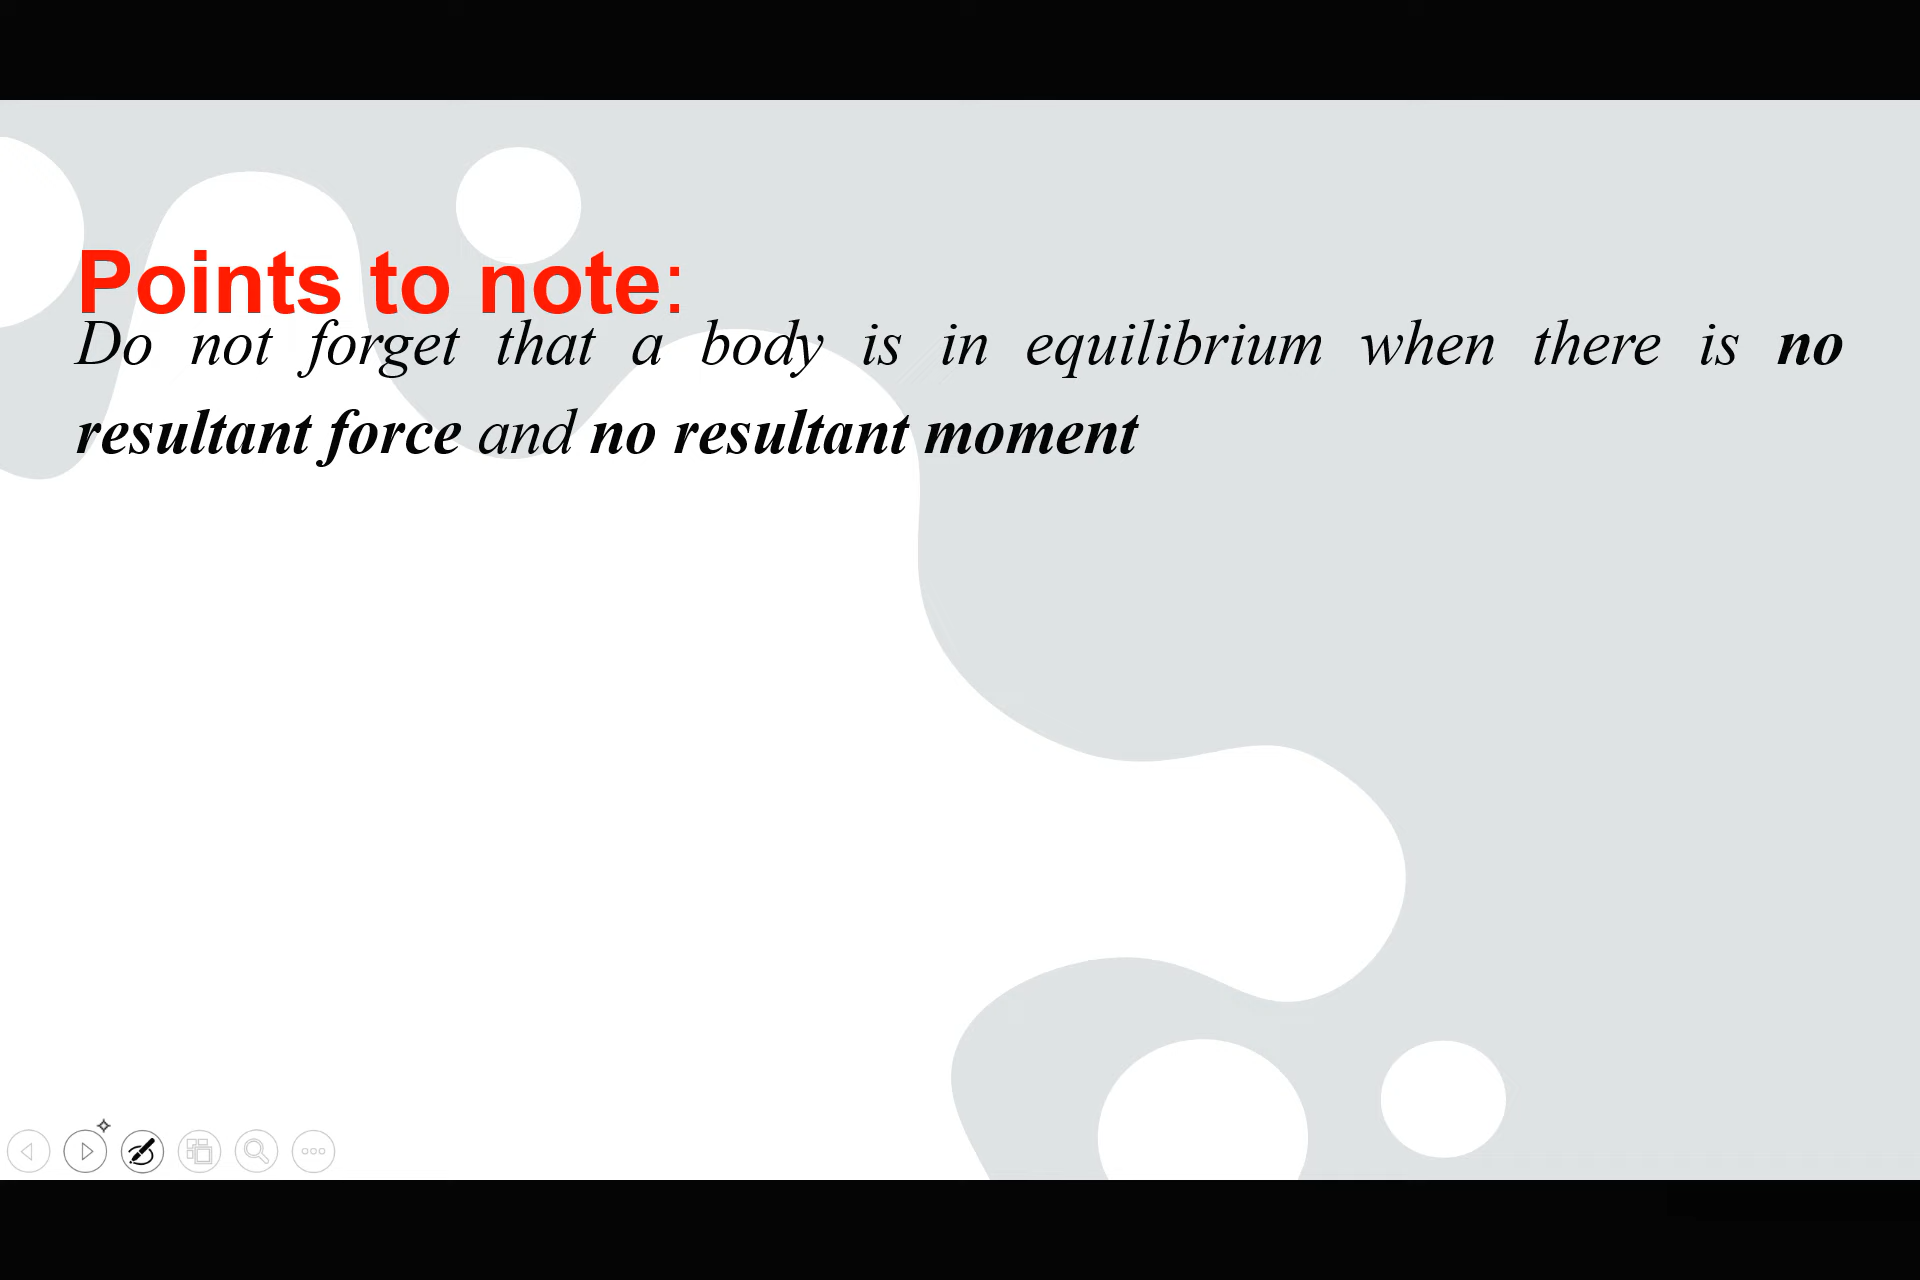 Points to note:
Do not forget that a body is in equilibrium when there is no
resultant force and no resultant moment